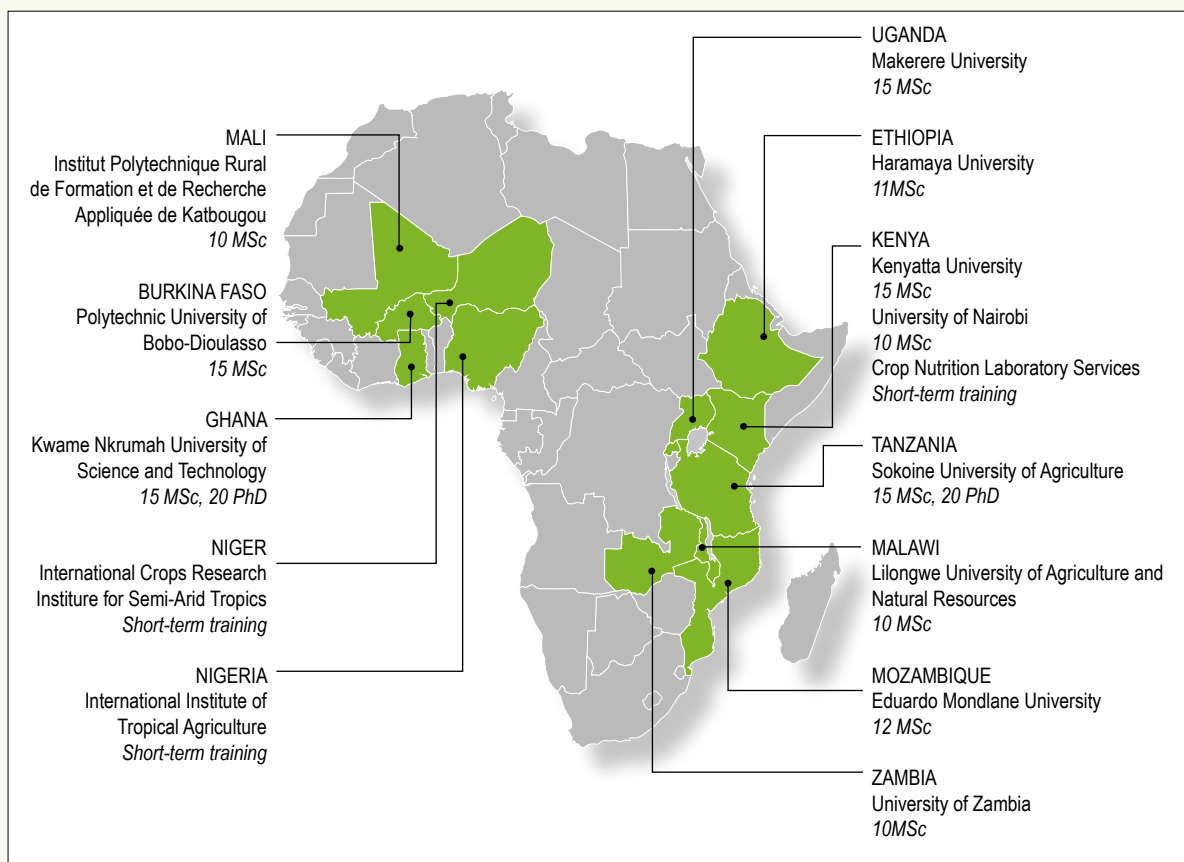 MALI
Institut Polytechnique Rural
de Formation et de Recherche
Appliquée de Katbougou
10 MSc
BURKINA FASO
Polytechnic University of
Bobo-Dioulasso
15 MSc
GHANA
Kwame Nkrumah University of
Science and Technology
15 MSc, 20 PhD
NIGER
International Crops Research
Institure for Semi-Arid Tropics
Short-term training
NIGERIA
International Institute of
Tropical Agriculture
Short-term training
UGANDA
Makerere University
15 MSc
ETHIOPIA
Haramaya University
11MSc
KENYA
Kenyatta University
15 MSc
University of Nairobi
10 MSc
Crop Nutrition Laboratory Services
Short-term training
TANZANIA
Sokoine University of Agriculture
15 MSc, 20 PhD
MALAWI
Lilongwe University of Agriculture and
Natural Resources
10 MSc
MOZAMBIQUE
Eduardo Mondlane University
12 MSc
ZAMBIA
University of Zambia
10MSc